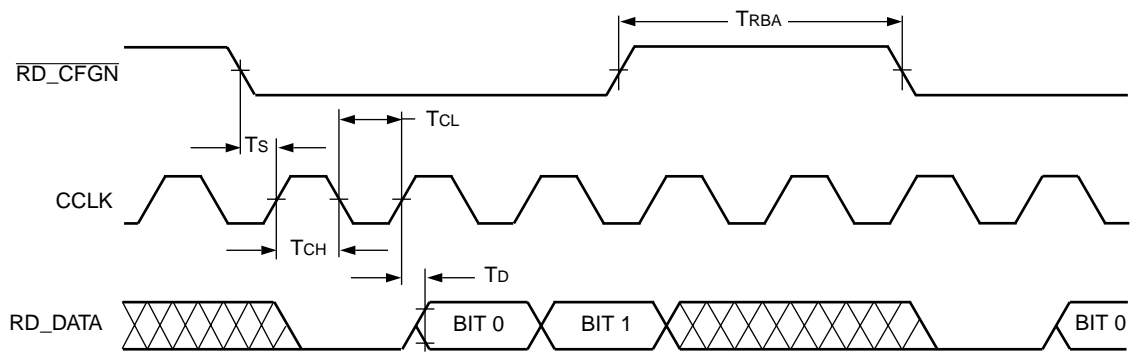 TRBA
RD_CFGN
TCL
TS
CCLK
TCH
TD
RD_DATA
BIT 0
BIT 1
BIT 0